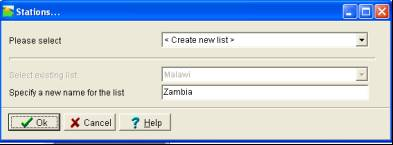 Stations...
Please select < Create new list >
Select existing list Malawi
Specify a new name for the list Zambia
Ok Cancel ? Help